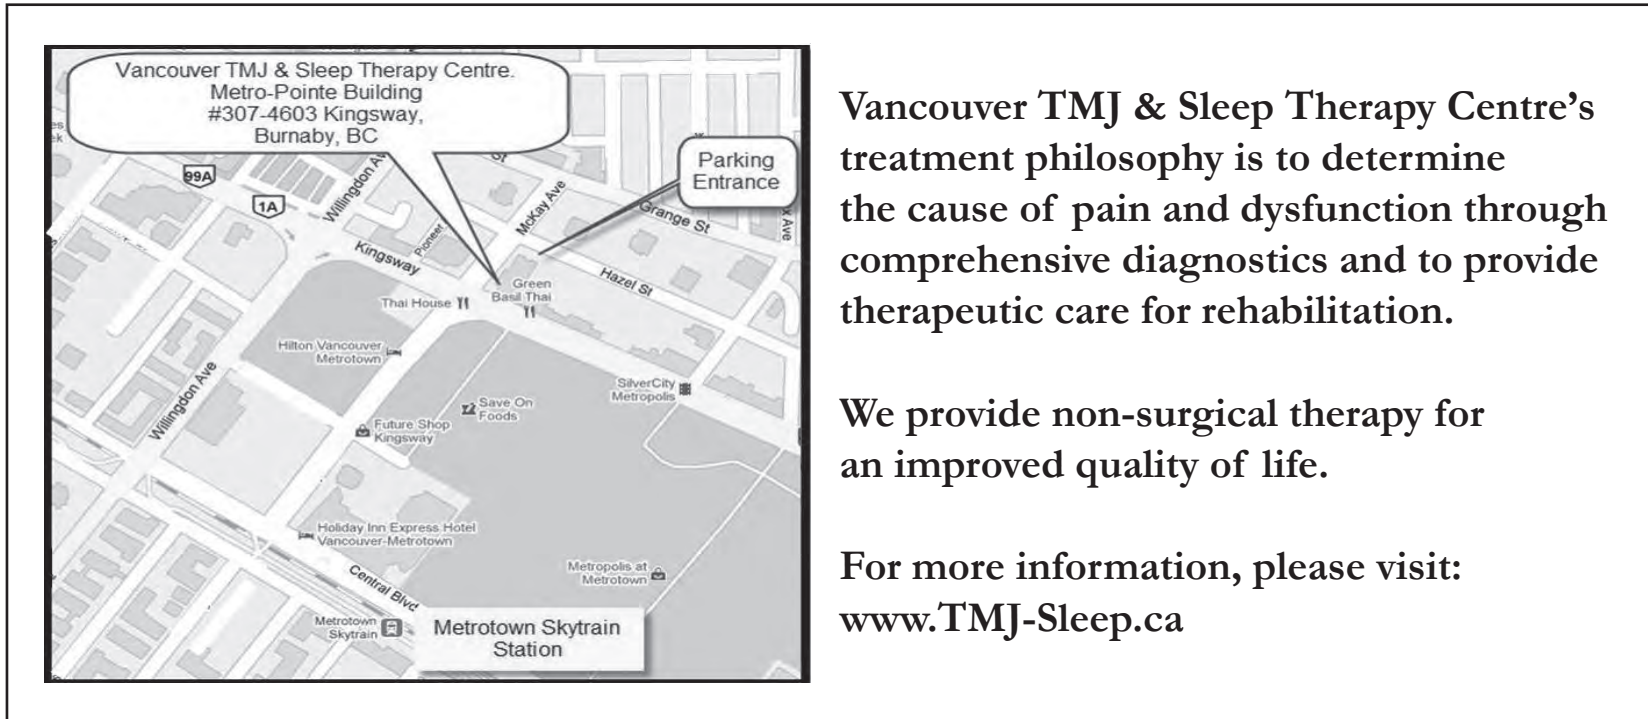 Vancouver TMJ & Sleep Therapy Centre.
Metro-Pointe Building
#307-4603 Kingsway,
Burnaby, BC
Parking
Entrance
99A
1A
Willingdon Av
St
McKay Ave
Grange St
Pioneer
Kingsway
Hazel St
Green
Basil Thai
Thai House
Hilton Vancouver
Metrotown
SilverCity
Metropolis
Save On
Foods
Future Shop
Kingsway
Willingdon Ave
Holiday Inn Express Hotel
Vancouver-Metrotown
Metropolis at
Metrotown
Central Blvd
Metrotown
Skytrain
Metrotown Skytrain
Station
Vancouver TMJ & Sleep Therapy Centre’s
treatment philosophy is to determine
the cause of pain and dysfunction through
comprehensive diagnostics and to provide
therapeutic care for rehabilitation.
We provide non-surgical therapy for
an improved quality of life.
For more information, please visit:
www.TMJ-Sleep.ca